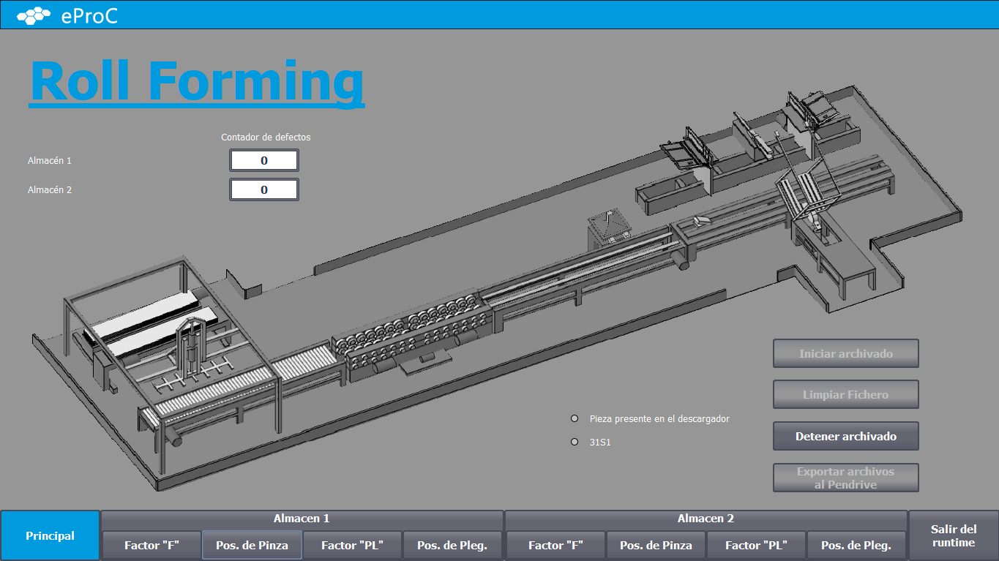 eProC
Roll Forming
Contador de defectos
Almacén 1
0
Almacén 2
0
Iniciar archivado
Limpiar Fichero
Pieza presente en el descargador
Detener archivado
31S1
Exportar archivos
al Pendrive
Principal
Almacen 1
Factor "F"
Pos. de Pinza
Factor "PL"
Pos. de Pleg.
Almacen 2
Factor "F"
Pos. de Pinza
Factor "PL"
Pos. de Pleg.
Salir del
runtime